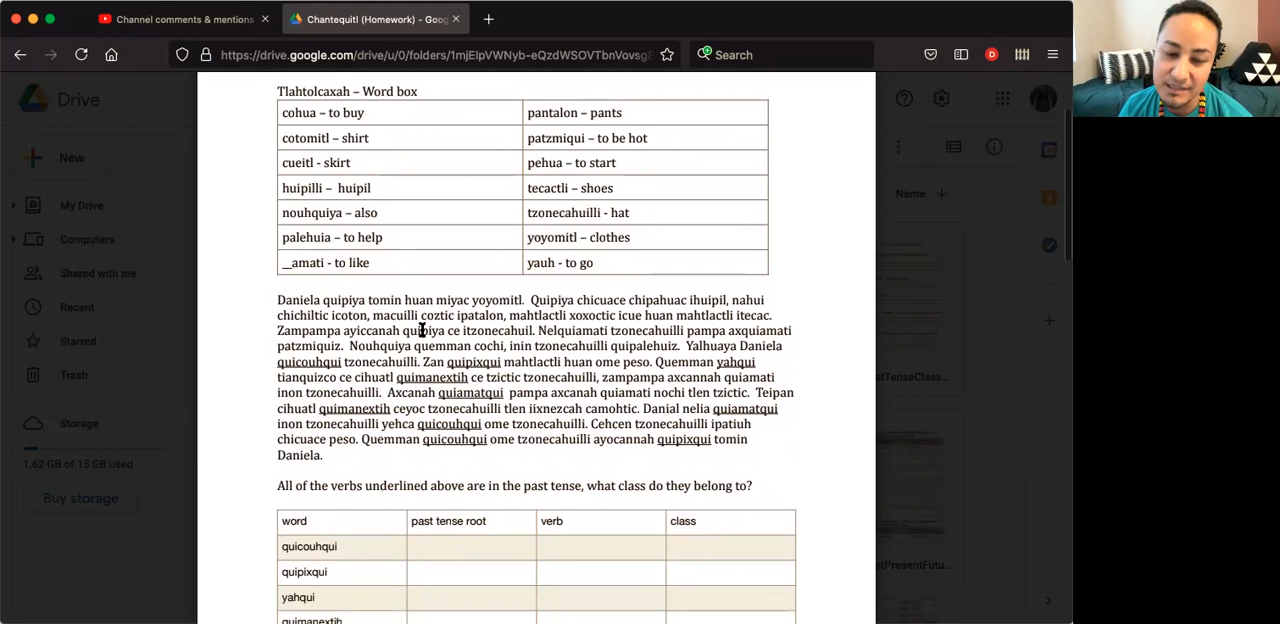 Channel comments & mentions
Chantequitl (Homework) - Goog
https://drive.google.com/drive/u/0/folders/1mjElpVWNyb-eQzdWSOVTbnVovsgE
Search
Drive
New
My Drive
Computers
Shared with me
Recent
Starred
Trash
Storage
1.62 GB of 15 GB used
Buy storage
Name
Tlahtolcaxah – Word box
cohua – to buy pantalon – pants
cotomitl – shirt patzmiqui – to be hot
cueitl - skirt pehua – to start
huipilli – huipil tecactli – shoes
nouhquiya – also tzonecahuilli - hat
palehuia – to help yoyomitl – clothes
__amati - to like yauh - to go
Daniela quipiya tomin huan miyac yoyomitl. Quipiya chicuace chipahuac ihuipil, nahui
chichiltic icoton, macuilli coztic ipatalon, mahtlactli xoxoctic icue huan mahtlactli itecac.
Zampampa ayiccanah quipiya ce itzonecahuil. Nelquiamati tzonecahuilli pampa axquiamati
patzmiquiz. Nouhquiya quemman cochi, inin tzonecahuilli quipalehuiz. Yalhuaya Daniela
quicouhqui tzonecahuilli. Zan quipixqui mahtlactli huan ome peso. Quemman yahqui
tianquizco ce cihuatl quimanextih ce tzictic tzonecahuilli, zampampa axcannah quiamati
inon tzonecahuilli. Axcanah quiamatqui pampa axcanah quiamati nochi tlen tzictic. Teipan
cihuatl quimanextih ceyoc tzonecahuilli tlen iixnezcah camohtic. Danial nelia quiamatqui
inon tzonecahuilli yehca quicouhqui ome tzonecahuilli. Cehcen tzonecahuilli ipatiuh
chicuace peso. Quemman quicouhqui ome tzonecahuilli ayocannah quipixqui tomin
Daniela.
All of the verbs underlined above are in the past tense, what class do they belong to?
word past tense root verb class
quicouhqui
quipixqui
yahqui
quimanextih